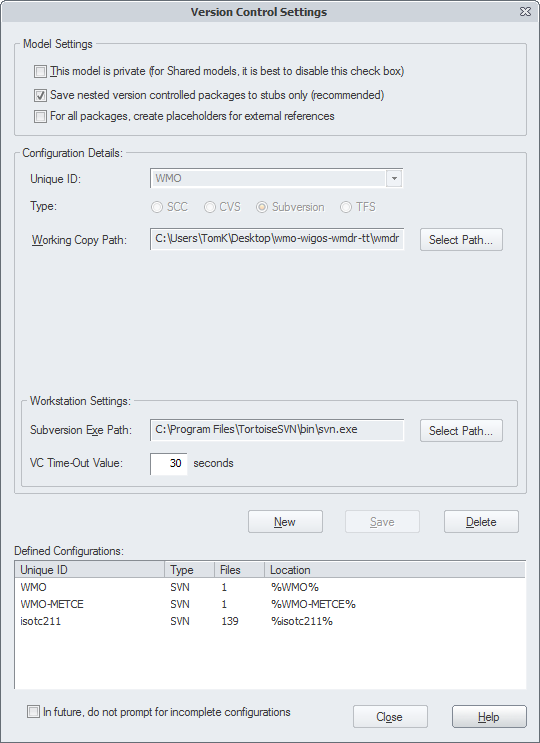 Version Control Settings
Model Settings
This model is private (for Shared models, it is best to disable this check box)
Save nested version controlled packages to stubs only (recommended)
For all packages, create placeholders for external references
Configuration Details:
Unique ID: WMO
Type: SCC CVS Subversion TFS
Working Copy Path: C:\Users\TomK\Desktop\wmo-wigos-wmdr-tt\wmdr Select Path...
Workstation Settings:
Subversion Exe Path: C:\Program Files\TortoiseSVN\bin\svn.exe Select Path...
VC Time-Out Value: 30 seconds
New Save Delete
Defined Configurations:
Unique ID Type Files Location
WMO SVN 1 %WMO%
WMO-METCE SVN 1 %WMO-METCE%
isotc211 SVN 139 %isotc211%
In future, do not prompt for incomplete configurations
Close Help